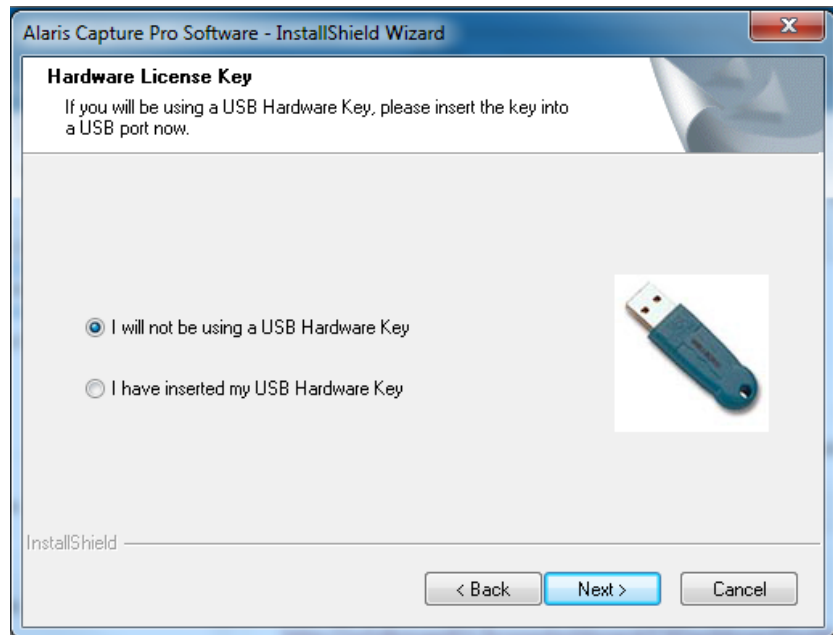 Alaris Capture Pro Software - InstallShield Wizard
Hardware License Key
If you will be using a USB Hardware Key, please insert the key into
a USB port now.
I will not be using a USB Hardware Key
I have inserted my USB Hardware Key
InstallShield
< Back
Next >
Cancel